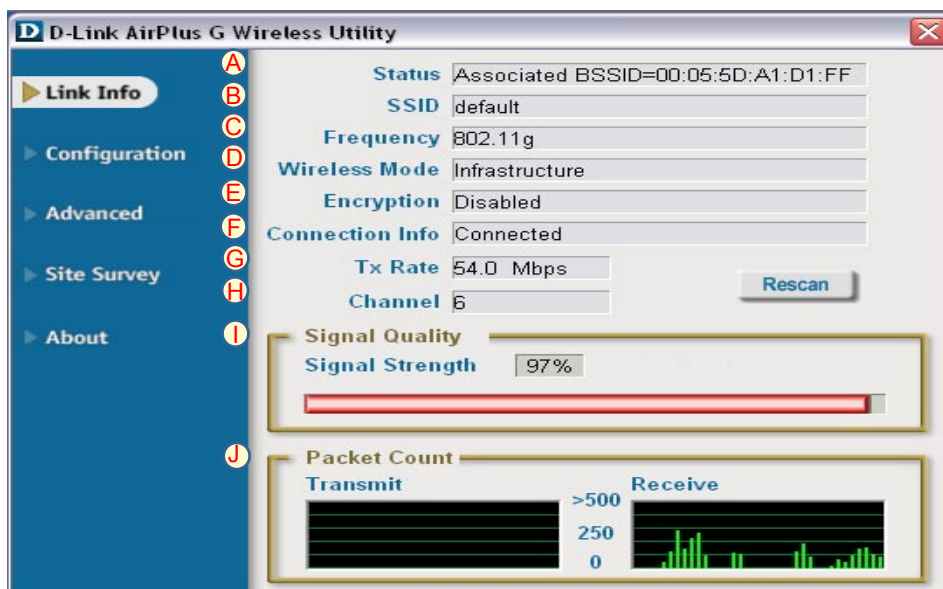 D D-Link AirPlus G Wireless Utility
Link Info
Configuration
Advanced
Site Survey
About
A Status Associated BSSID=00:05:5D:A1:D1:FF
B SSID default
C Frequency 802.11g
D Wireless Mode Infrastructure
E Encryption Disabled
F Connection Info Connected
G Tx Rate 54.0 Mbps
H Channel 6
Rescan
I Signal Quality
Signal Strength 97%
J Packet Count
Transmit >500 Receive
250
0